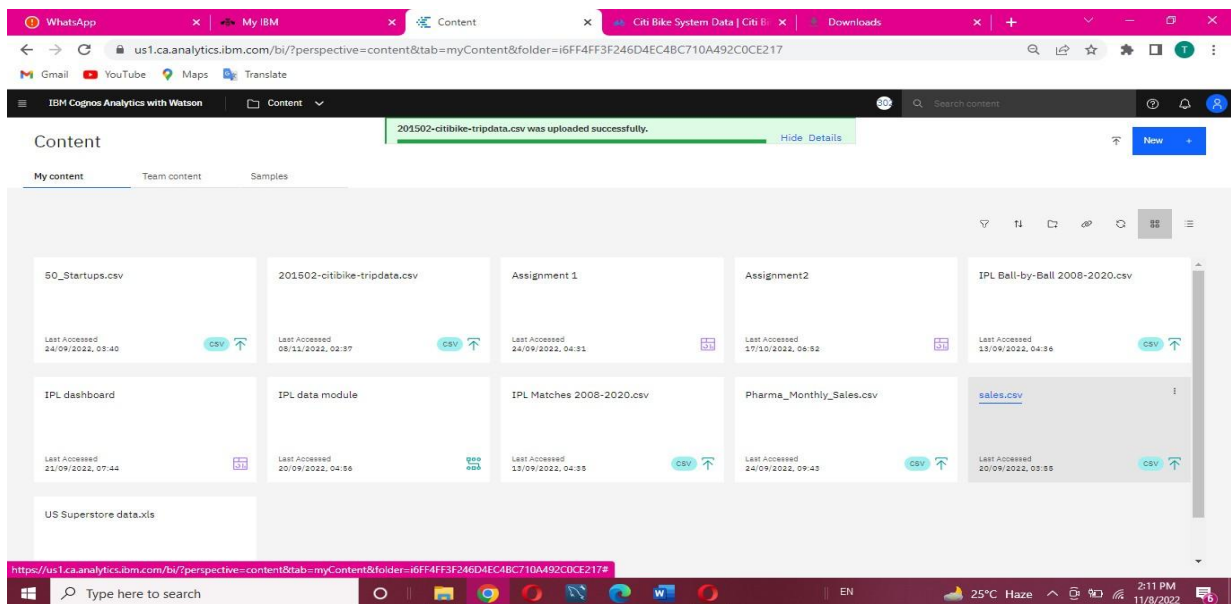 WhatsApp
My IBM
Content
Citi Bike System Data | Citi Bi
Downloads
us1.ca.analytics.ibm.com/bi/?perspective=content&tab=myContent&folder=i6FF4FF3F246D4EC4BC710A492C0CE217
T
Gmail
YouTube
Maps
Translate
IBM Cognos Analytics with Watson
Content
Search content
Content
201502-citibike-tripdata.csv was uploaded successfully.
Hide Details
New +
My content
Team content
Samples
50_Startups.csv
Last Accessed
24/09/2022, 03:40
CSV
201502-citibike-tripdata.csv
Last Accessed
08/11/2022, 02:37
CSV
Assignment 1
Last Accessed
24/09/2022, 04:31
Assignment2
Last Accessed
17/10/2022, 06:52
IPL Ball-by-Ball 2008-2020.csv
Last Accessed
13/09/2022, 04:36
CSV
IPL dashboard
Last Accessed
21/09/2022, 07:44
IPL data module
Last Accessed
20/09/2022, 04:56
IPL Matches 2008-2020.csv
Last Accessed
13/09/2022, 04:35
CSV
Pharma_Monthly_Sales.csv
Last Accessed
24/09/2022, 09:43
CSV
sales.csv
Last Accessed
20/09/2022, 03:55
CSV
US Superstore data.xls
https://us1.ca.analytics.ibm.com/bi/?perspective=content&tab=myContent&folder=i6FF4FF3F246D4EC4BC710A492C0CE217#
Type here to search
EN
25°C Haze
2:11 PM
11/8/2022